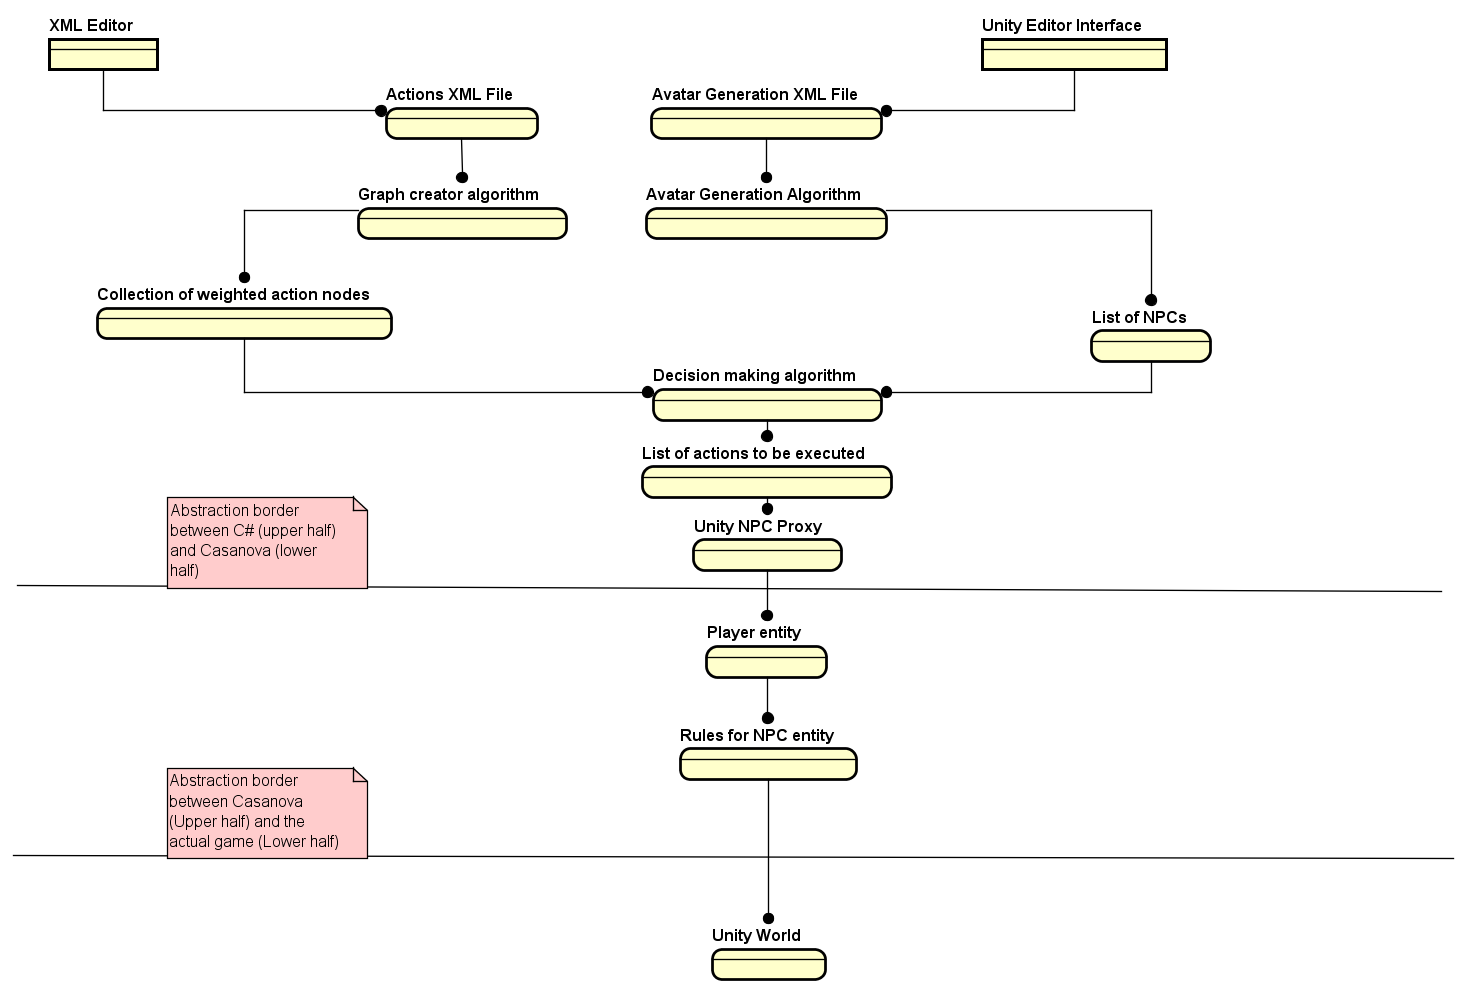 XML Editor
Unity Editor Interface
Actions XML File
Avatar Generation XML File
Graph creator algorithm
Avatar Generation Algorithm
Collection of weighted action nodes
List of NPCs
Decision making algorithm
List of actions to be executed
Abstraction border
between C# (upper half)
and Casanova (lower
half)
Unity NPC Proxy
Player entity
Rules for NPC entity
Abstraction border
between Casanova
(Upper half) and the
actual game (Lower half)
Unity World